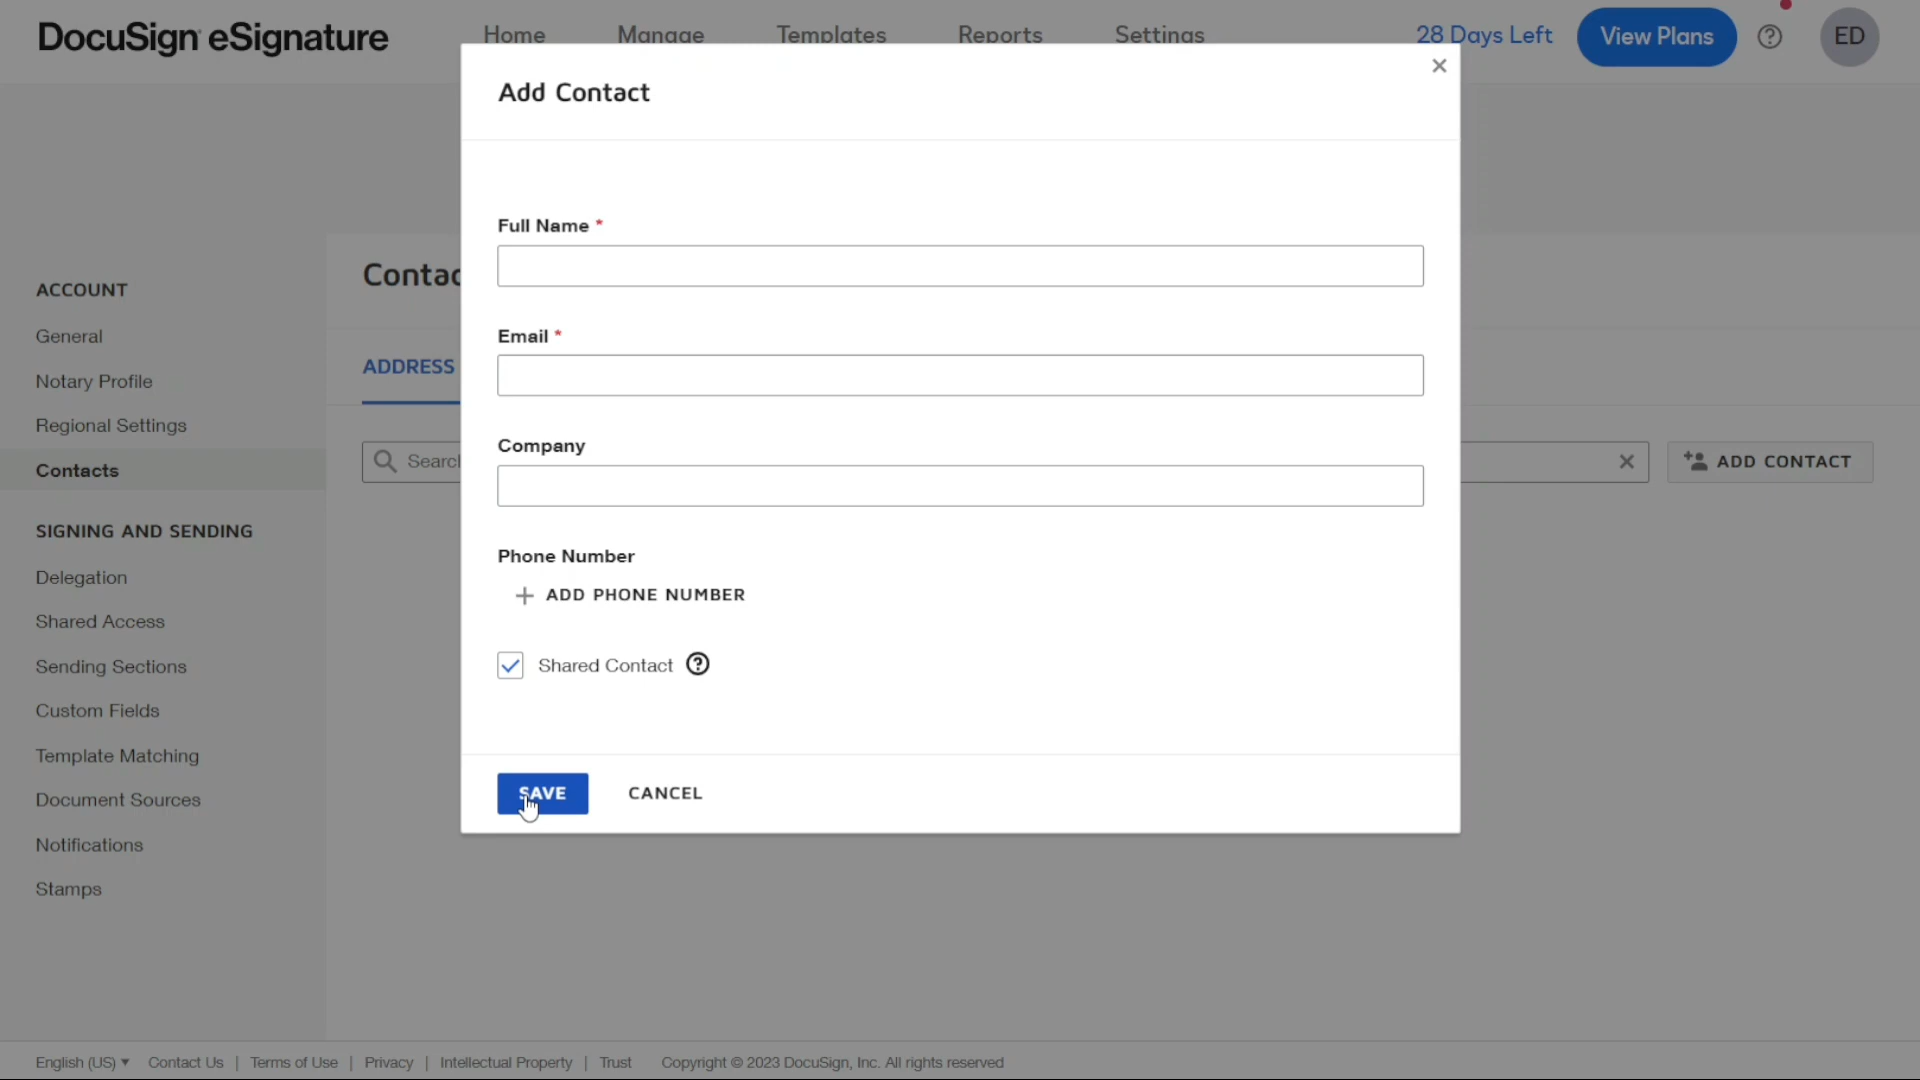 DocuSign eSignature
Home Manage Templates Reports Settings 28 Days Left View Plans ED
Add Contact
Full Name *
Email *
Company
Phone Number
ADD PHONE NUMBER
Shared Contact
SAVE CANCEL
ACCOUNT
General
Notary Profile
Regional Settings
Contacts
SIGNING AND SENDING
Delegation
Shared Access
Sending Sections
Custom Fields
Template Matching
Document Sources
Notifications
Stamps
Contac
ADDRESS
Searc
ADD CONTACT
English (US) ▼ Contact Us | Terms of Use | Privacy | Intellectual Property | Trust Copyright © 2023 DocuSign, Inc. All rights reserved